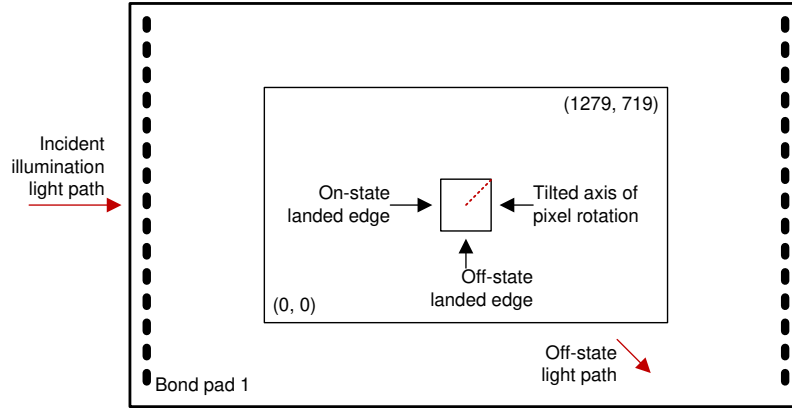 (1279, 719)
Incident
illumination
light path
On-state
landed edge
Tilted axis of
pixel rotation
Off-state
landed edge
(0, 0)
Off-state
light path
Bond pad 1